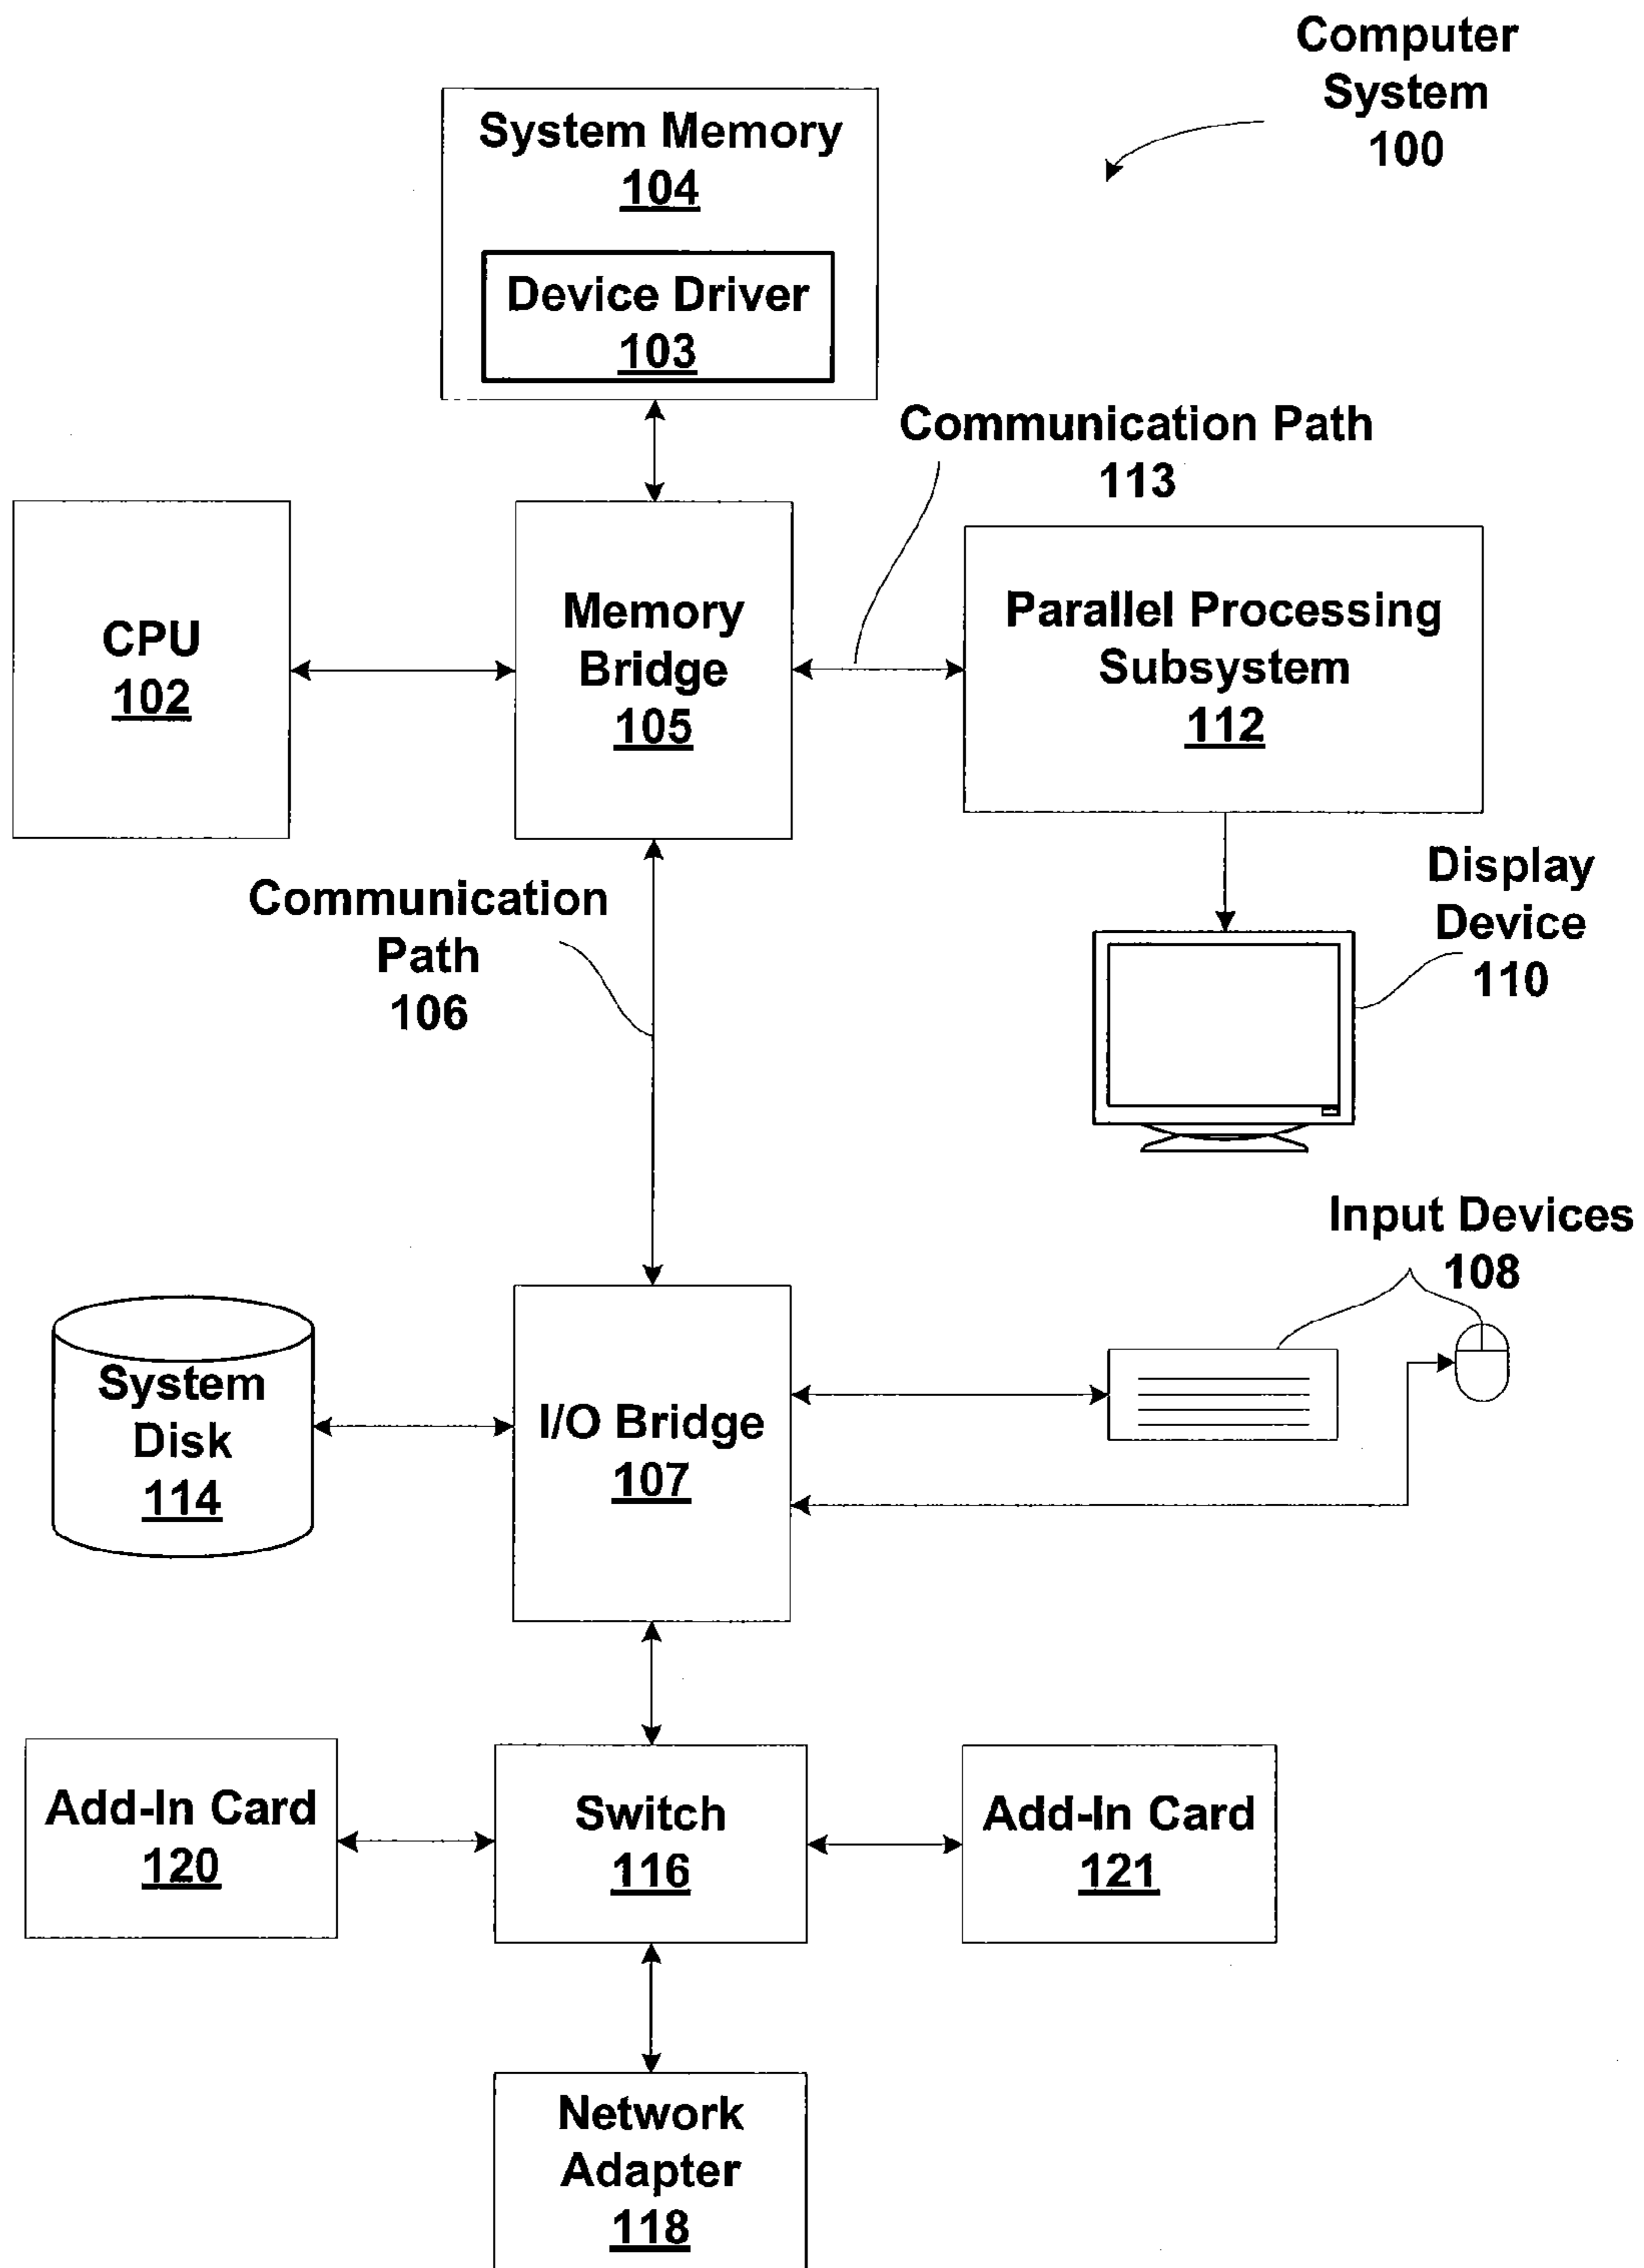 Computer
System
100
System Memory
104
Device Driver
103
Communication Path
113
CPU
102
Memory
Bridge
105
Parallel Processing
Subsystem
112
Communication
Path
106
Display
Device
110
Input Devices
108
System
Disk
114
I/O Bridge
107
Add-In Card
120
Switch
116
Add-In Card
121
Network
Adapter
118